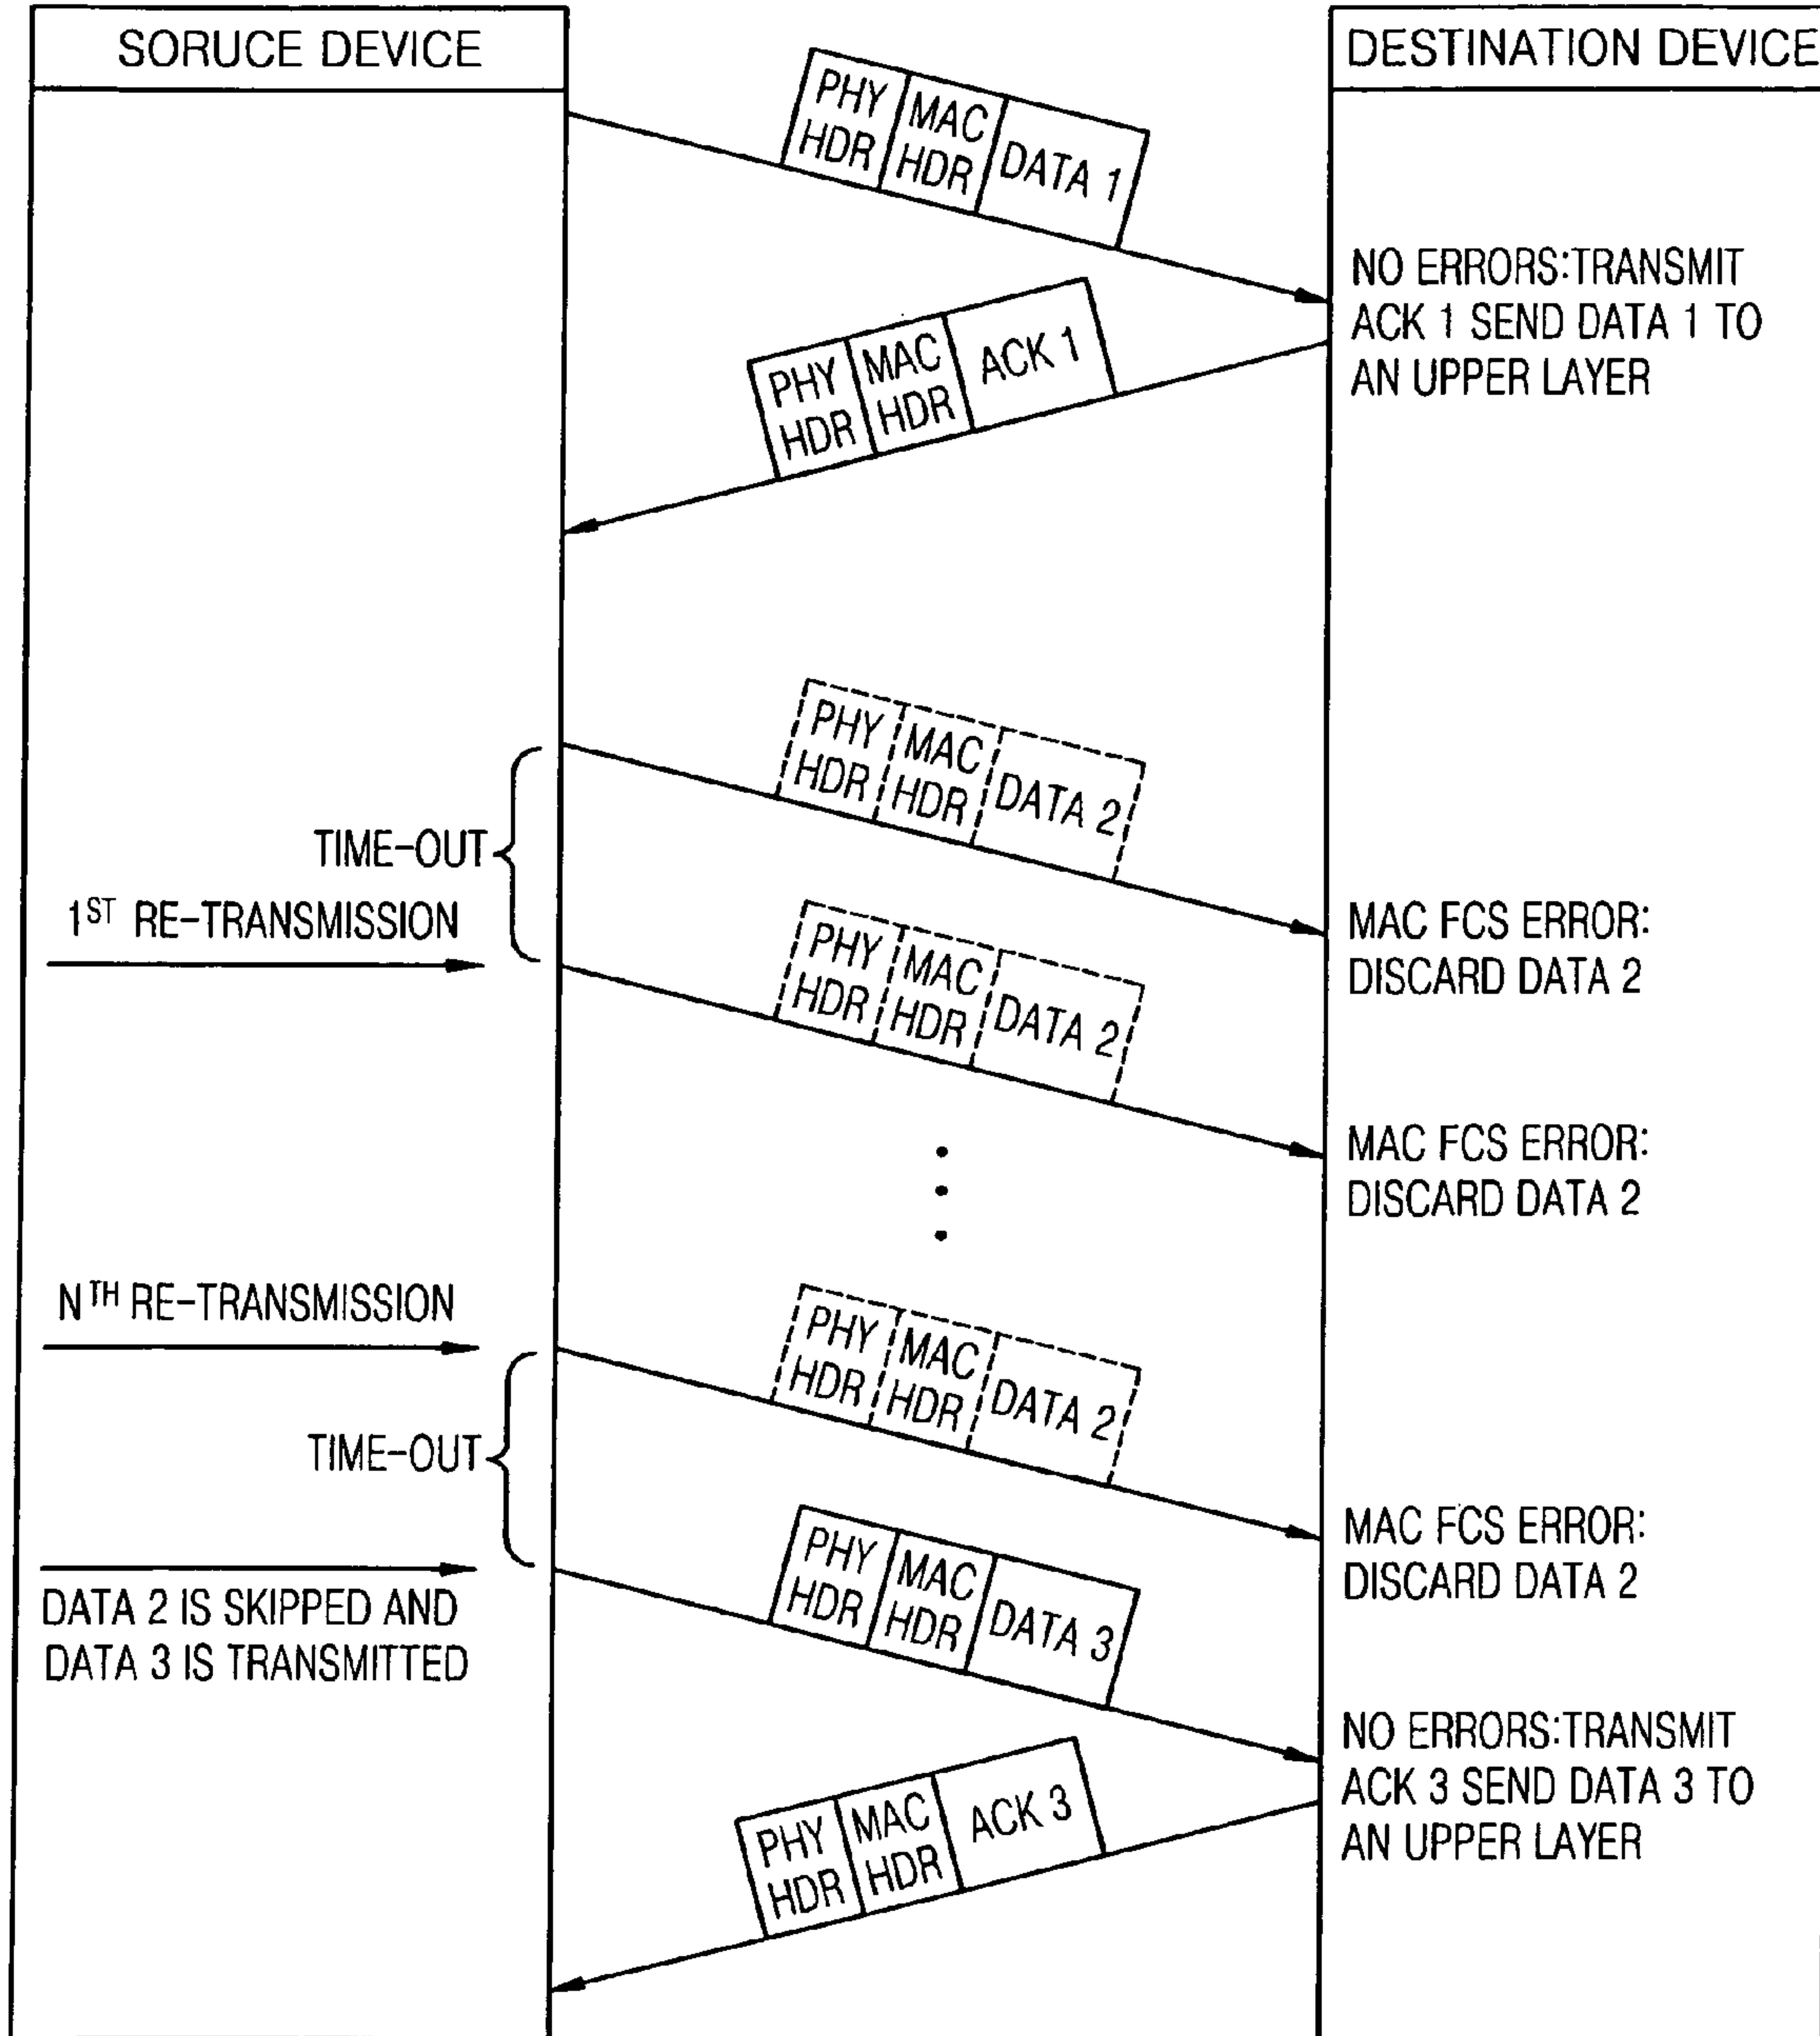 SORUCE DEVICE
DESTINATION DEVICE
PHY HDR
MAC HDR
DATA 1
NO ERRORS:TRANSMIT
ACK 1 SEND DATA 1 TO
AN UPPER LAYER
PHY HDR
MAC HDR
ACK 1
PHY HDR
MAC HDR
DATA 2
TIME-OUT
1ST RE-TRANSMISSION
MAC FCS ERROR:
DISCARD DATA 2
PHY HDR
MAC HDR
DATA 2
MAC FCS ERROR:
DISCARD DATA 2
NTH RE-TRANSMISSION
PHY HDR
MAC HDR
DATA 2
TIME-OUT
MAC FCS ERROR:
DISCARD DATA 2
DATA 2 IS SKIPPED AND
DATA 3 IS TRANSMITTED
PHY HDR
MAC HDR
DATA 3
NO ERRORS:TRANSMIT
ACK 3 SEND DATA 3 TO
AN UPPER LAYER
PHY HDR
MAC HDR
ACK 3